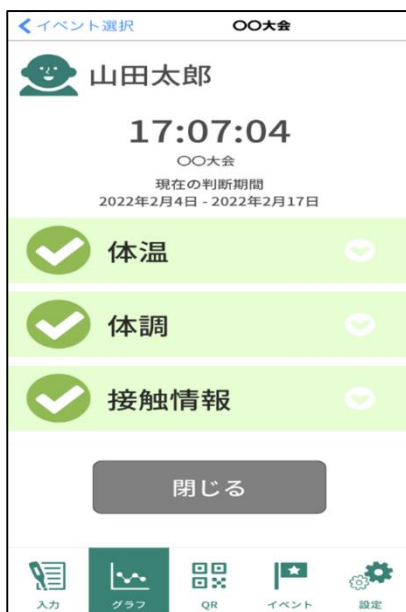 イベント選択 〇〇大会
山田太郎
17:07:04
〇〇大会
現在の判断期間
2022年2月4日 - 2022年2月17日
体温
体調
接触情報
閉じる
入力 グラフ QR イベント 設定